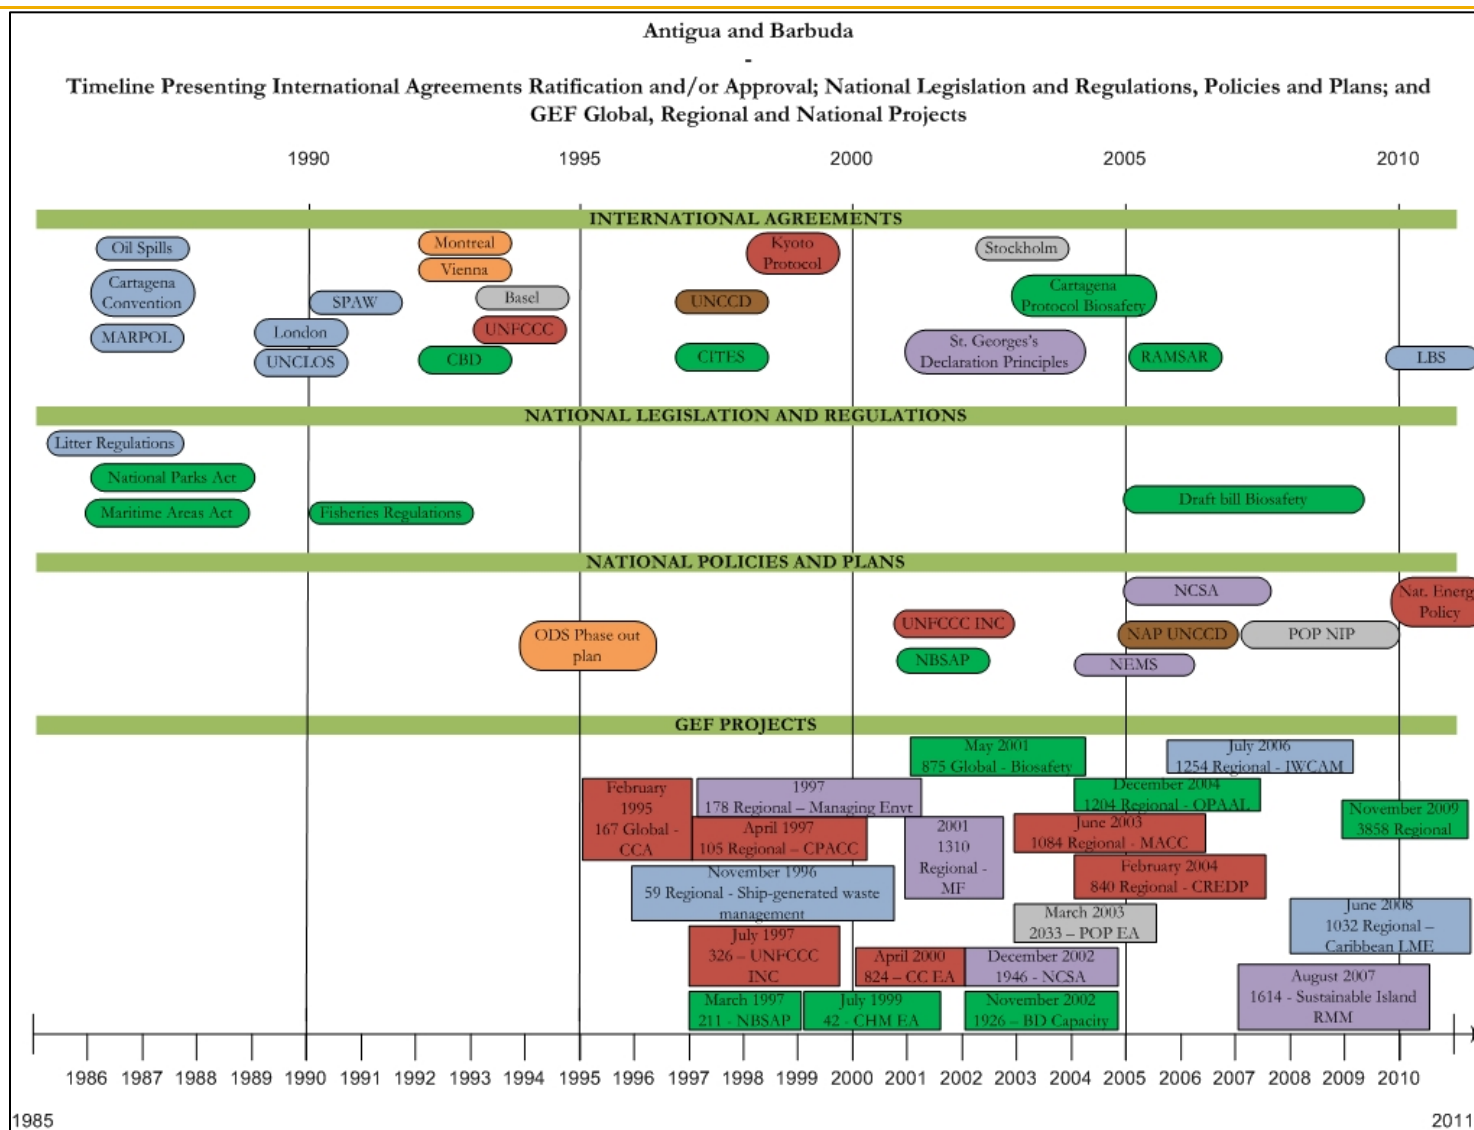 Antigua and Barbuda
-
Timeline Presenting International Agreements Ratification and/or Approval; National Legislation and Regulations, Policies and Plans; and
GEF Global, Regional and National Projects
1990
1995
2000
2005
2010
INTERNATIONAL AGREEMENTS
Oil Spills
Montreal
Vienna
Kyoto
Protocol
Stockholm
Cartagena
Convention
SPAW
Basel
UNCCD
Cartagena
Protocol Biosafety
MARPOL
London
UNFCCC
UNCLOS
CBD
CITES
St. Georges's
Declaration Principles
RAMSAR
LBS
NATIONAL LEGISLATION AND REGULATIONS
Litter Regulations
National Parks Act
Maritime Areas Act
Fisheries Regulations
Draft bill Biosafety
NATIONAL POLICIES AND PLANS
NCSA
Nat. Energ
Policy
ODS Phase out
plan
UNFCCC INC
NAP UNCCD
POP NIP
NBSAP
NEMS
GEF PROJECTS
May 2001
875 Global - Biosafety
July 2006
1254 Regional - IWCAM
February
1995
167 Global -
CCA
1997
178 Regional – Managing Envt
December 2004
1204 Regional - OPAAL
November 2009
3858 Regional
April 1997
105 Regional – CPACC
2001
1310
Regional -
MF
June 2003
1084 Regional - MACC
November 1996
59 Regional - Ship-generated waste
management
February 2004
840 Regional - CREDP
March 2003
2033 – POP EA
June 2008
1032 Regional –
Caribbean LME
July 1997
326 – UNFCCC
INC
April 2000
824 – CC EA
December 2002
1946 - NCSA
August 2007
1614 - Sustainable Island
RMM
March 1997
211 - NBSAP
July 1999
42 - CHM EA
November 2002
1926 – BD Capacity
1986 1987 1988 1989 1990 1991 1992 1993 1994 1995 1996 1997 1998 1999 2000 2001 2002 2003 2004 2005 2006 2007 2008 2009 2010
1985
2011